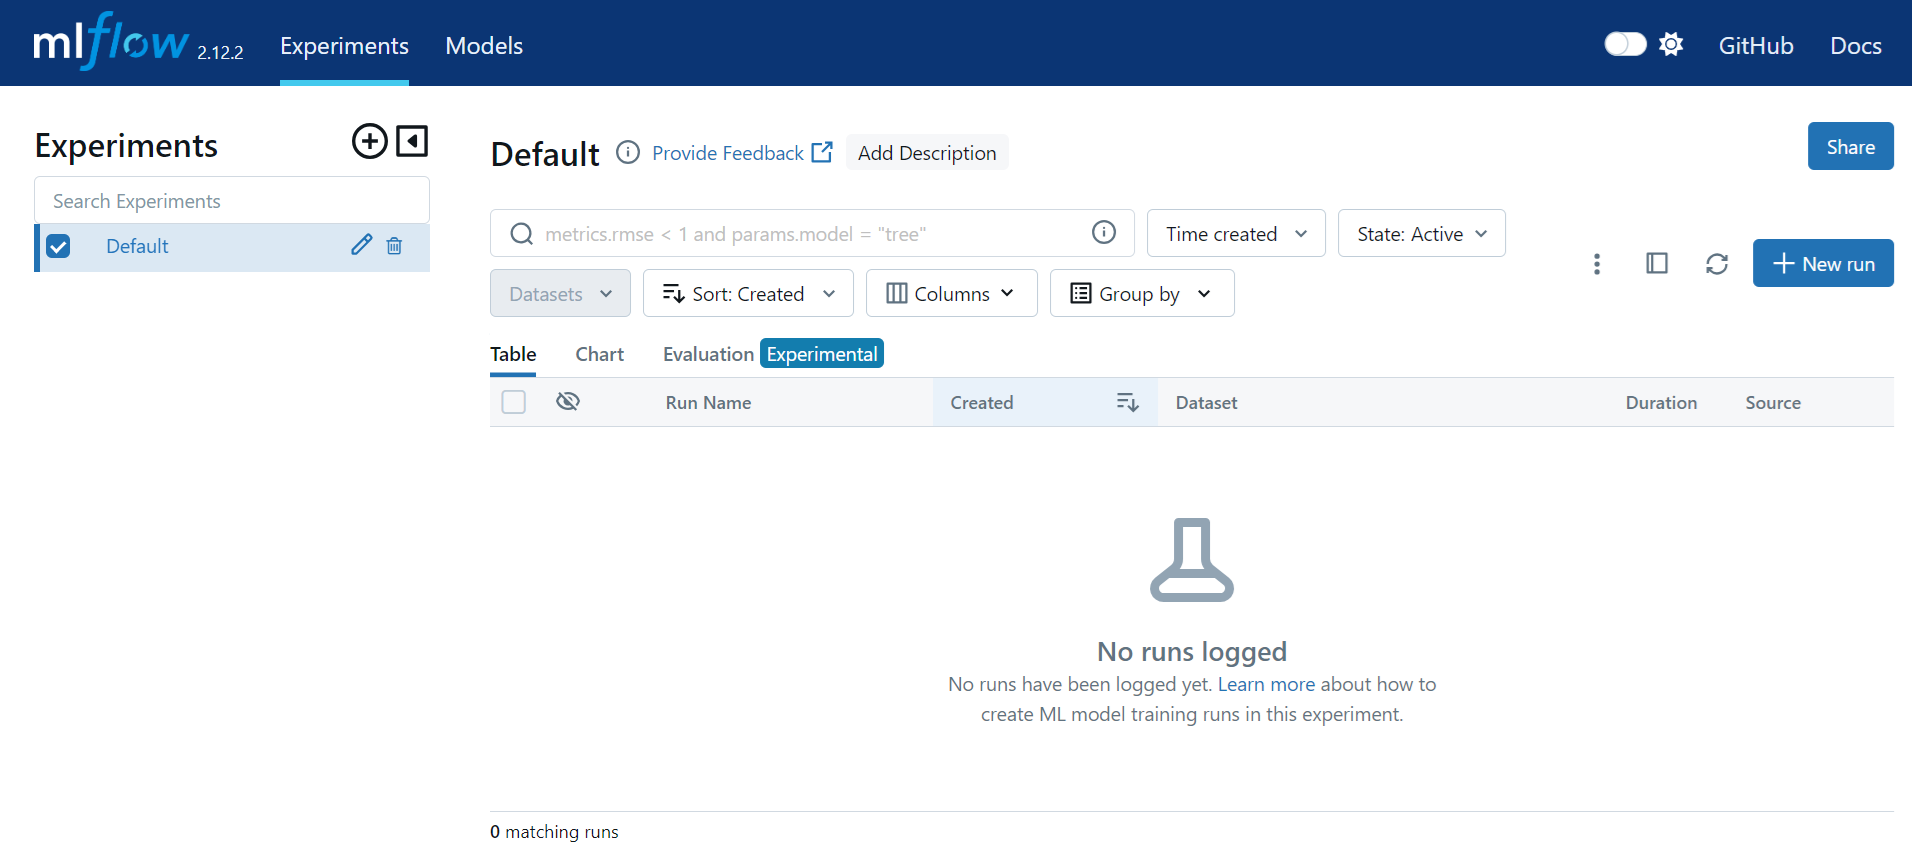 mlflow 2.12.2 Experiments Models GitHub Docs
Experiments
Search Experiments
Default
Default Provide Feedback Add Description Share
metrics.rmse < 1 and params.model = "tree" Time created State: Active
New run
Datasets Sort: Created Columns Group by
Table Chart Evaluation Experimental
Run Name Created Dataset Duration Source
No runs logged
No runs have been logged yet. Learn more about how to
create ML model training runs in this experiment.
0 matching runs